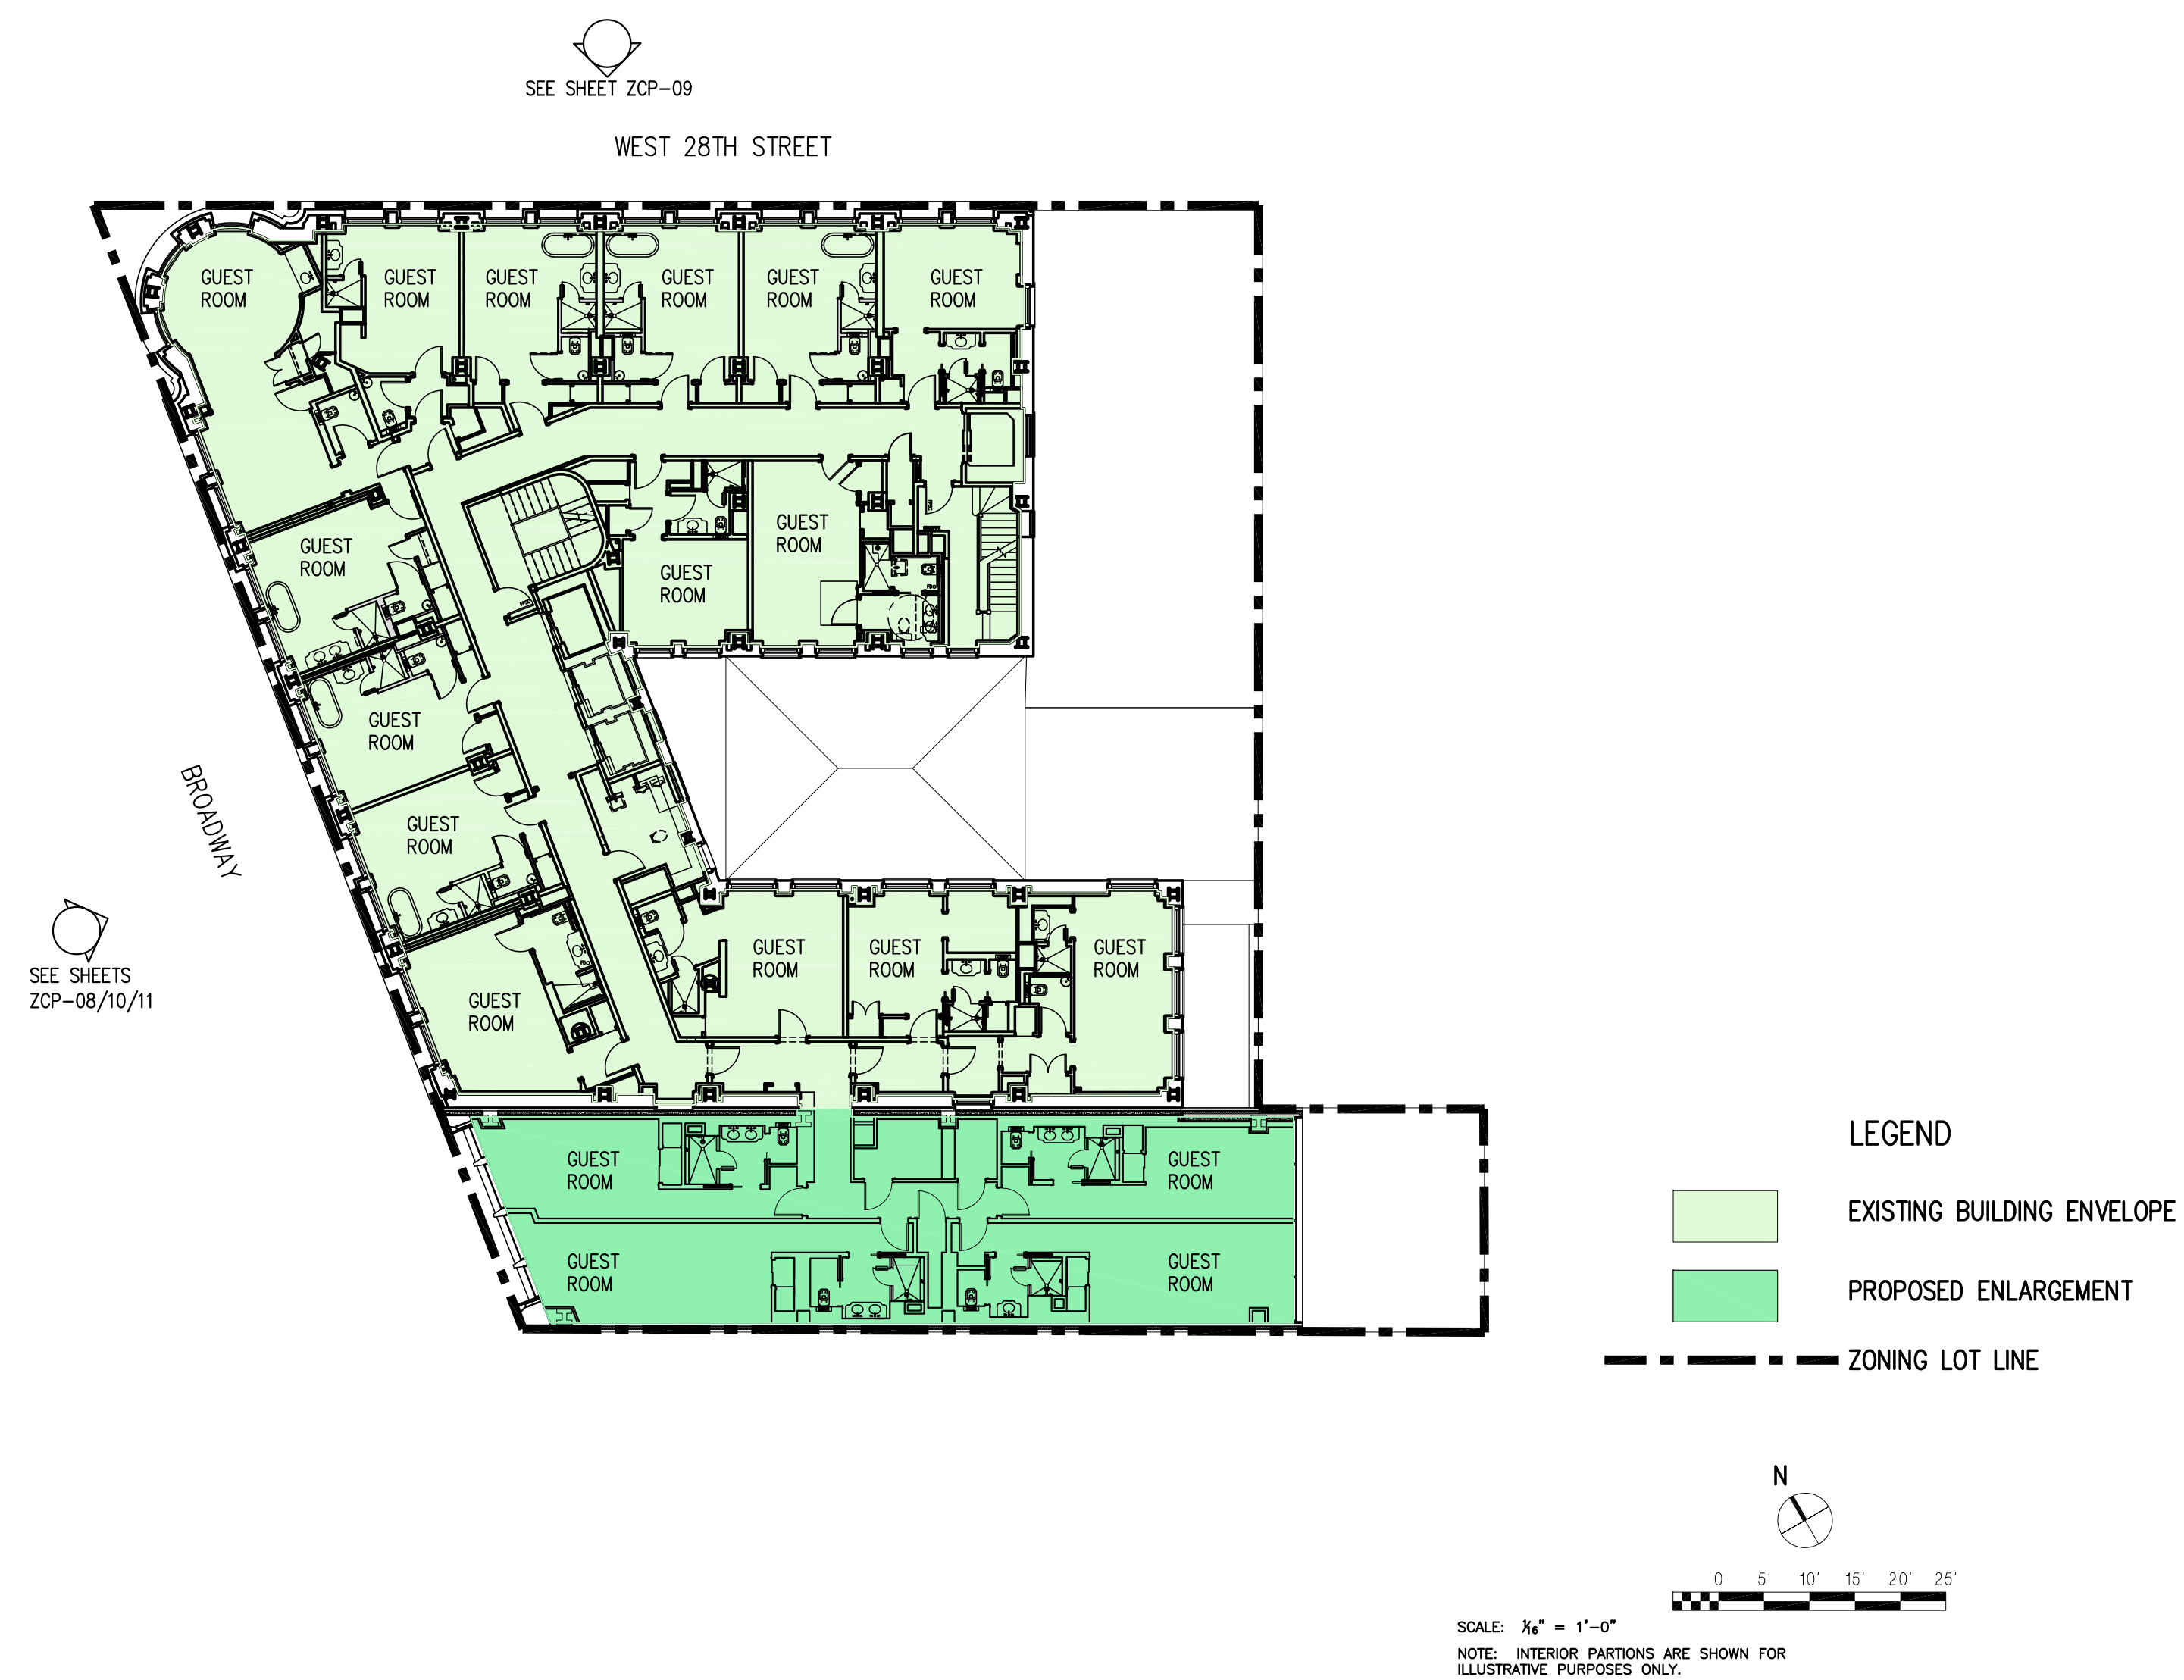 SEE SHEET ZCP-09
WEST 28TH STREET
GUEST
ROOM
GUEST
ROOM
GUEST
ROOM
GUEST
ROOM
GUEST
ROOM
GUEST
ROOM
GUEST
ROOM
GUEST
ROOM
GUEST
ROOM
GUEST
ROOM
GUEST
ROOM
BROADWAY
SEE SHEETS
ZCP-08/10/11
GUEST
ROOM
GUEST
ROOM
GUEST
ROOM
GUEST
ROOM
GUEST
ROOM
GUEST
ROOM
GUEST
ROOM
GUEST
ROOM
LEGEND
EXISTING BUILDING ENVELOPE
PROPOSED ENLARGEMENT
ZONING LOT LINE
N
0 5' 10' 15' 20' 25'
SCALE: 1/16" = 1'-0"
NOTE: INTERIOR PARTIONS ARE SHOWN FOR
ILLUSTRATIVE PURPOSES ONLY.